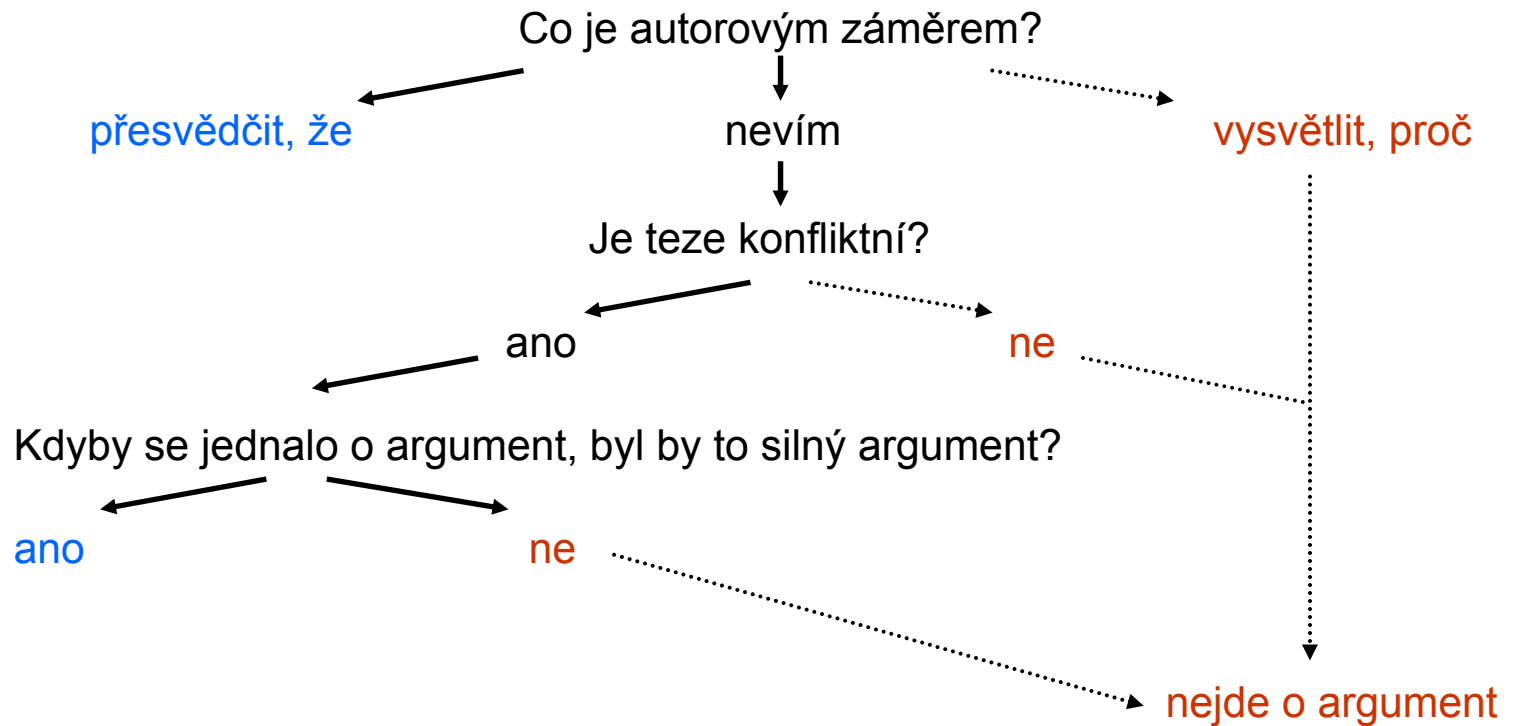 Co je autorovým záměrem?
přesvědčit, že
nevím
vysvětlit, proč
Je teze konfliktní?
ano
ne
Kdyby se jednalo o argument, byl by to silný argument?
ano
ne
nejde o argument